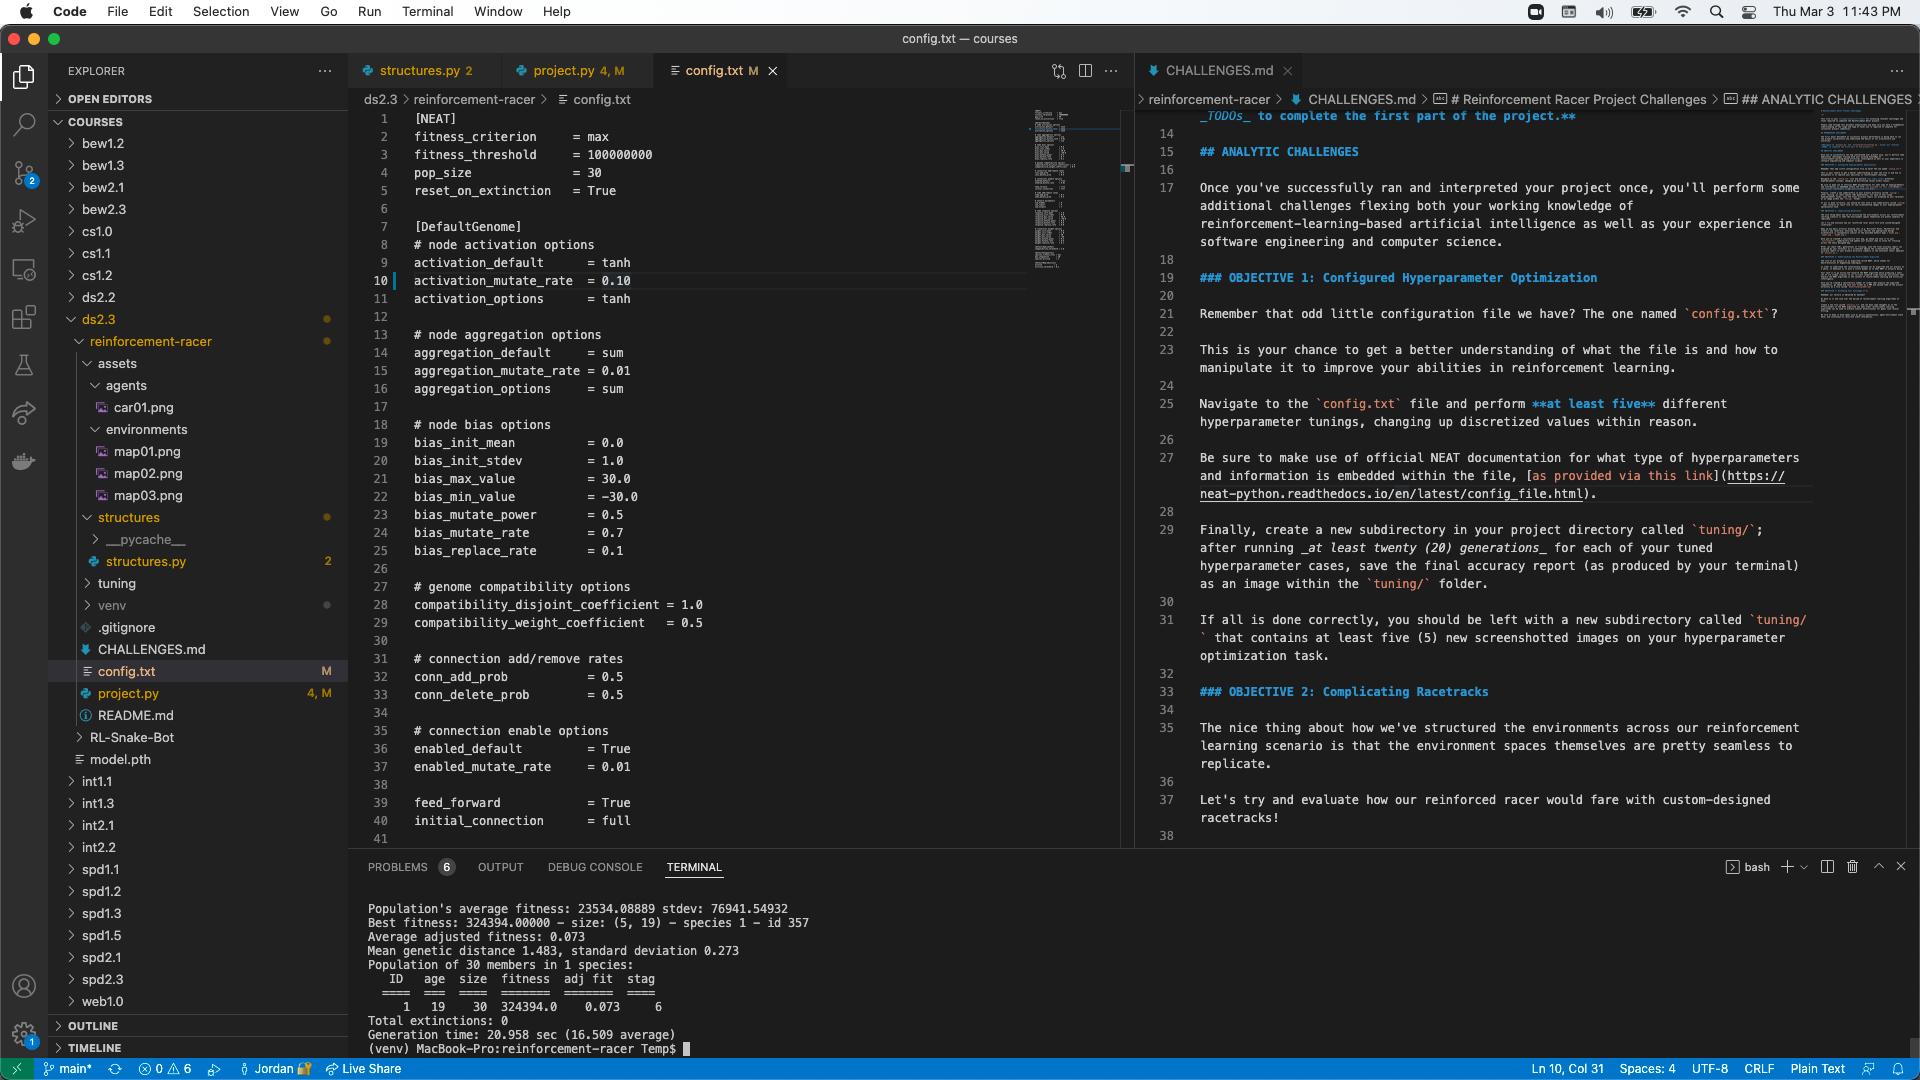 Code File Edit Selection View Go Run Terminal Window Help
Thu Mar 3 11:43 PM
config.txt — courses
EXPLORER
OPEN EDITORS
COURSES
bew1.2
bew1.3
bew2.1
bew2.3
cs1.0
cs1.1
cs1.2
ds2.2
ds2.3
reinforcement-racer
assets
agents
car01.png
environments
map01.png
map02.png
map03.png
structures
__pycache__
structures.py 2
tuning
venv
.gitignore
CHALLENGES.md
config.txt M
project.py 4, M
README.md
RL-Snake-Bot
model.pth
int1.1
int1.3
int2.1
int2.2
spd1.1
spd1.2
spd1.3
spd1.5
spd2.1
spd2.3
web1.0
OUTLINE
TIMELINE
2
1
structures.py 2 project.py 4, M config.txt M
ds2.3 > reinforcement-racer > config.txt
1 [NEAT]
2 fitness_criterion = max
3 fitness_threshold = 100000000
4 pop_size = 30
5 reset_on_extinction = True
6
7 [DefaultGenome]
8 # node activation options
9 activation_default = tanh
10 activation_mutate_rate = 0.10
11 activation_options = tanh
12
13 # node aggregation options
14 aggregation_default = sum
15 aggregation_mutate_rate = 0.01
16 aggregation_options = sum
17
18 # node bias options
19 bias_init_mean = 0.0
20 bias_init_stdev = 1.0
21 bias_max_value = 30.0
22 bias_min_value = -30.0
23 bias_mutate_power = 0.5
24 bias_mutate_rate = 0.7
25 bias_replace_rate = 0.1
26
27 # genome compatibility options
28 compatibility_disjoint_coefficient = 1.0
29 compatibility_weight_coefficient = 0.5
30
31 # connection add/remove rates
32 conn_add_prob = 0.5
33 conn_delete_prob = 0.5
34
35 # connection enable options
36 enabled_default = True
37 enabled_mutate_rate = 0.01
38
39 feed_forward = True
40 initial_connection = full
41
CHALLENGES.md
> reinforcement-racer > CHALLENGES.md > # Reinforcement Racer Project Challenges > ## ANALYTIC CHALLENGES
_TODOs_ to complete the first part of the project.**
14
15 ## ANALYTIC CHALLENGES
16
17 Once you've successfully ran and interpreted your project once, you'll perform some
additional challenges flexing both your working knowledge of
reinforcement-learning-based artificial intelligence as well as your experience in
software engineering and computer science.
18
19 ### OBJECTIVE 1: Configured Hyperparameter Optimization
20
21 Remember that odd little configuration file we have? The one named `config.txt`?
22
23 This is your chance to get a better understanding of what the file is and how to
manipulate it to improve your abilities in reinforcement learning.
24
25 Navigate to the `config.txt` file and perform **at least five** different
hyperparameter tunings, changing up discretized values within reason.
26
27 Be sure to make use of official NEAT documentation for what type of hyperparameters
and information is embedded within the file, [as provided via this link](https://
neat-python.readthedocs.io/en/latest/config_file.html).
28
29 Finally, create a new subdirectory in your project directory called `tuning/`;
after running _at least twenty (20) generations_ for each of your tuned
hyperparameter cases, save the final accuracy report (as produced by your terminal)
as an image within the `tuning/` folder.
30
31 If all is done correctly, you should be left with a new subdirectory called `tuning/
` that contains at least five (5) new screenshotted images on your hyperparameter
optimization task.
32
33 ### OBJECTIVE 2: Complicating Racetracks
34
35 The nice thing about how we've structured the environments across our reinforcement
learning scenario is that the environment spaces themselves are pretty seamless to
replicate.
36
37 Let's try and evaluate how our reinforced racer would fare with custom-designed
racetracks!
38
PROBLEMS 6 OUTPUT DEBUG CONSOLE TERMINAL
bash
Population's average fitness: 23534.08889 stdev: 76941.54932
Best fitness: 324394.00000 - size: (5, 19) - species 1 - id 357
Average adjusted fitness: 0.073
Mean genetic distance 1.483, standard deviation 0.273
Population of 30 members in 1 species:
ID age size fitness adj fit stag
==== === ==== ======= ======= ====
1 19 30 324394.0 0.073 6
Total extinctions: 0
Generation time: 20.958 sec (16.509 average)
(venv) MacBook-Pro:reinforcement-racer Temp$
main* 0 6 Jordan Live Share
Ln 10, Col 31 Spaces: 4 UTF-8 CRLF Plain Text